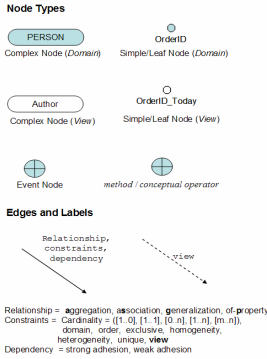 Node Types
PERSON
OrderID
Complex Node (Domain)
Simple/Leaf Node (Domain)
Author
OrderID_Today
Complex Node (View)
Simple/Leaf Node (View)
Event Node
method / conceptual operator
Edges and Labels
Relationship,
constraints,
dependency
view
Relationship = aggregation, association, generalization, of-property
Constraints = Cardinality = ([1..0], [1..1], [0..n], [1..n], [m..n}),
domain, order, exclusive, homogeneity,
heterogeneity, unique, view
Dependency = strong adhesion, weak adhesion